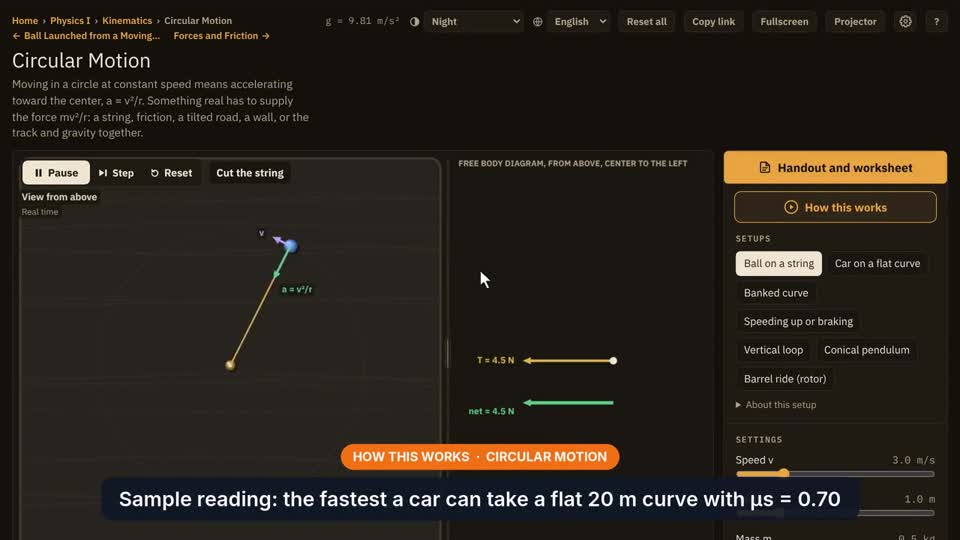 Home › Physics I › Kinematics › Circular Motion
← Ball Launched from a Moving... Forces and Friction →
g = 9.81 m/s²
Night
English
Reset all
Copy link
Fullscreen
Projector
?
Circular Motion
Moving in a circle at constant speed means accelerating
toward the center, a = v²/r. Something real has to supply
the force mv²/r: a string, friction, a tilted road, a wall, or the
track and gravity together.
Pause
Step
Reset
Cut the string
View from above
Real time
v
a = v²/r
FREE BODY DIAGRAM, FROM ABOVE, CENTER TO THE LEFT
T = 4.5 N
net = 4.5 N
Handout and worksheet
How this works
SETUPS
Ball on a string
Car on a flat curve
Banked curve
Speeding up or braking
Vertical loop
Conical pendulum
Barrel ride (rotor)
About this setup
SETTINGS
Speed v 3.0 m/s
1.0 m
Mass m 0.5 kg
HOW THIS WORKS · CIRCULAR MOTION
Sample reading: the fastest a car can take a flat 20 m curve with µs = 0.70